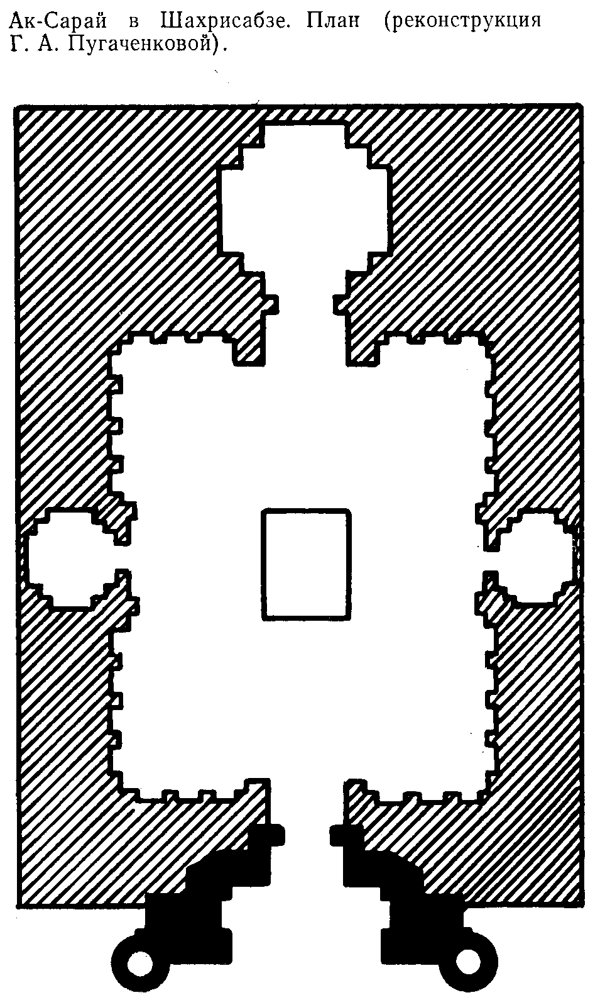 Ак-Сарай в Шахрисабзе. План (реконструкция
Г. А. Пугаченковой).